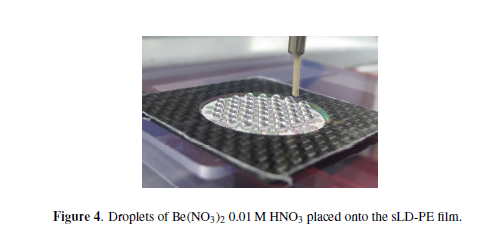 Figure 4. Droplets of Be(NO₃)₂ 0.01 M HNO₃ placed onto the sLD-PE film.